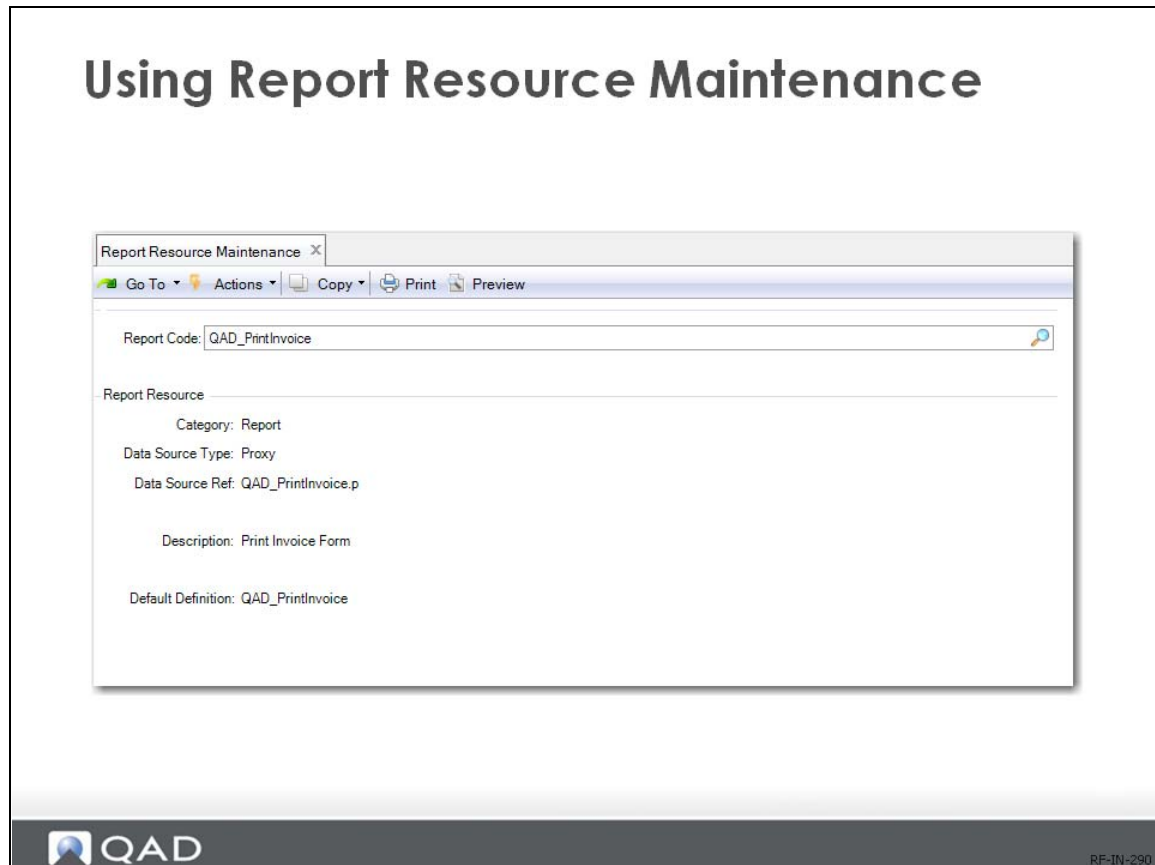 Using Report Resource Maintenance
Report Resource Maintenance X
Go To Actions Copy Print Preview
Report Code: QAD_PrintInvoice
Report Resource
Category: Report
Data Source Type: Proxy
Data Source Ref: QAD_PrintInvoice.p
Description: Print Invoice Form
Default Definition: QAD_PrintInvoice
QAD
RF-IN-290